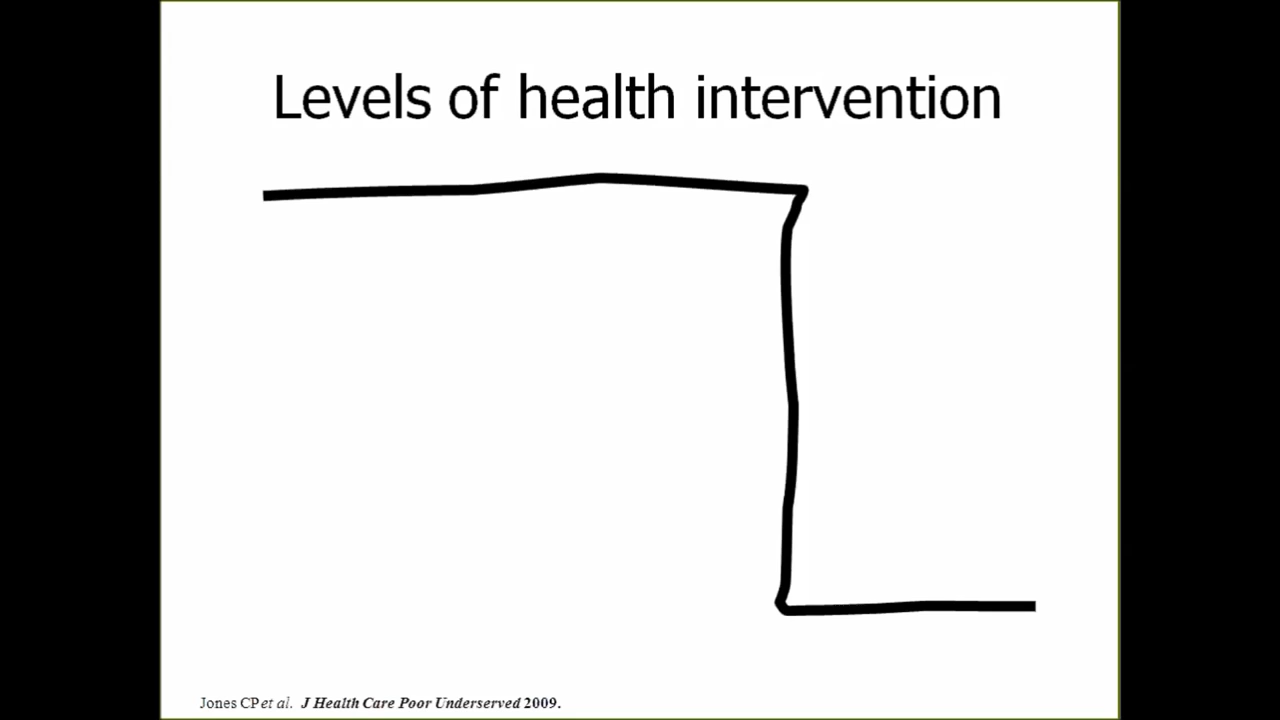 Levels of health intervention
Jones CP et al. J Health Care Poor Underserved 2009.